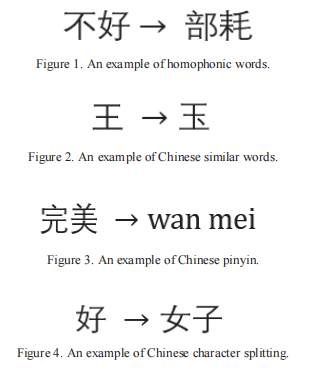 不好 → 部耗
Figure 1. An example of homophonic words.
王 → 玉
Figure 2. An example of Chinese similar words.
完美 → wan mei
Figure 3. An example of Chinese pinyin.
好 → 女子
Figure 4. An example of Chinese character splitting.